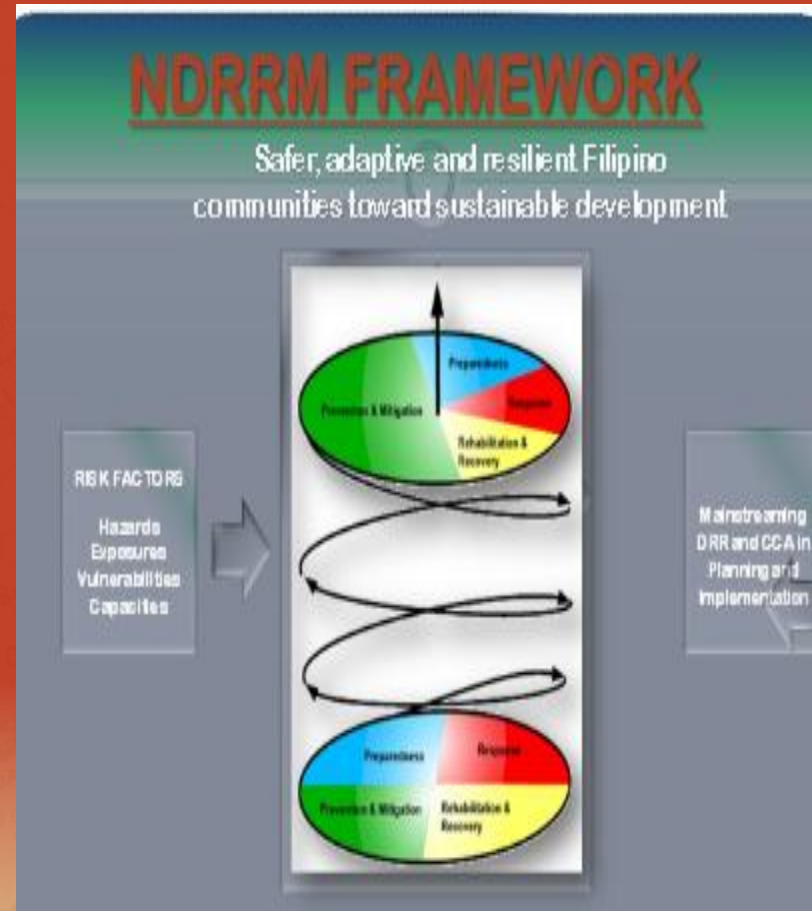 NDRRM FRAMEWORK
Safer, adaptive and resilient Filipino
communities toward sustainable development
Preparedness
Prevention & Mitigation
Response
Rehabilitation &
Recovery
RISK FACTORS
Hazards
Exposures
Vulnerabilities
Capacities
Mainstreaming
DRR and CCA in
Planning and
Implementation
Preparedness
Response
Prevention & Mitigation
Rehabilitation &
Recovery